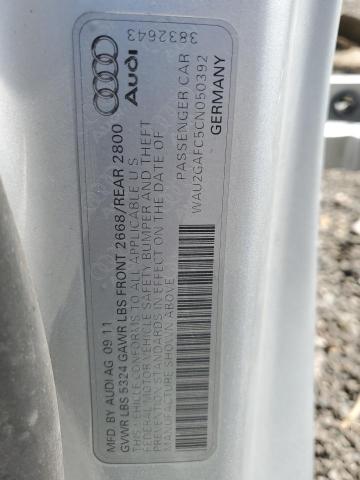 MFD. BY AUDI AG 09 11
GVWR LBS 5324 GAWR LBS FRONT 2668/REAR 2800
THIS VEHICLE CONFORMS TO ALL APPLICABLE U S
FEDERAL MOTOR VEHICLE SAFETY BUMPER AND THEFT
PREVENTION STANDARDS IN EFFECT ON THE DATE OF
MANUFACTURE SHOWN ABOVE
PASSENGER CAR
WAU2GAFC5CN050392
GERMANY
Audi
3832643